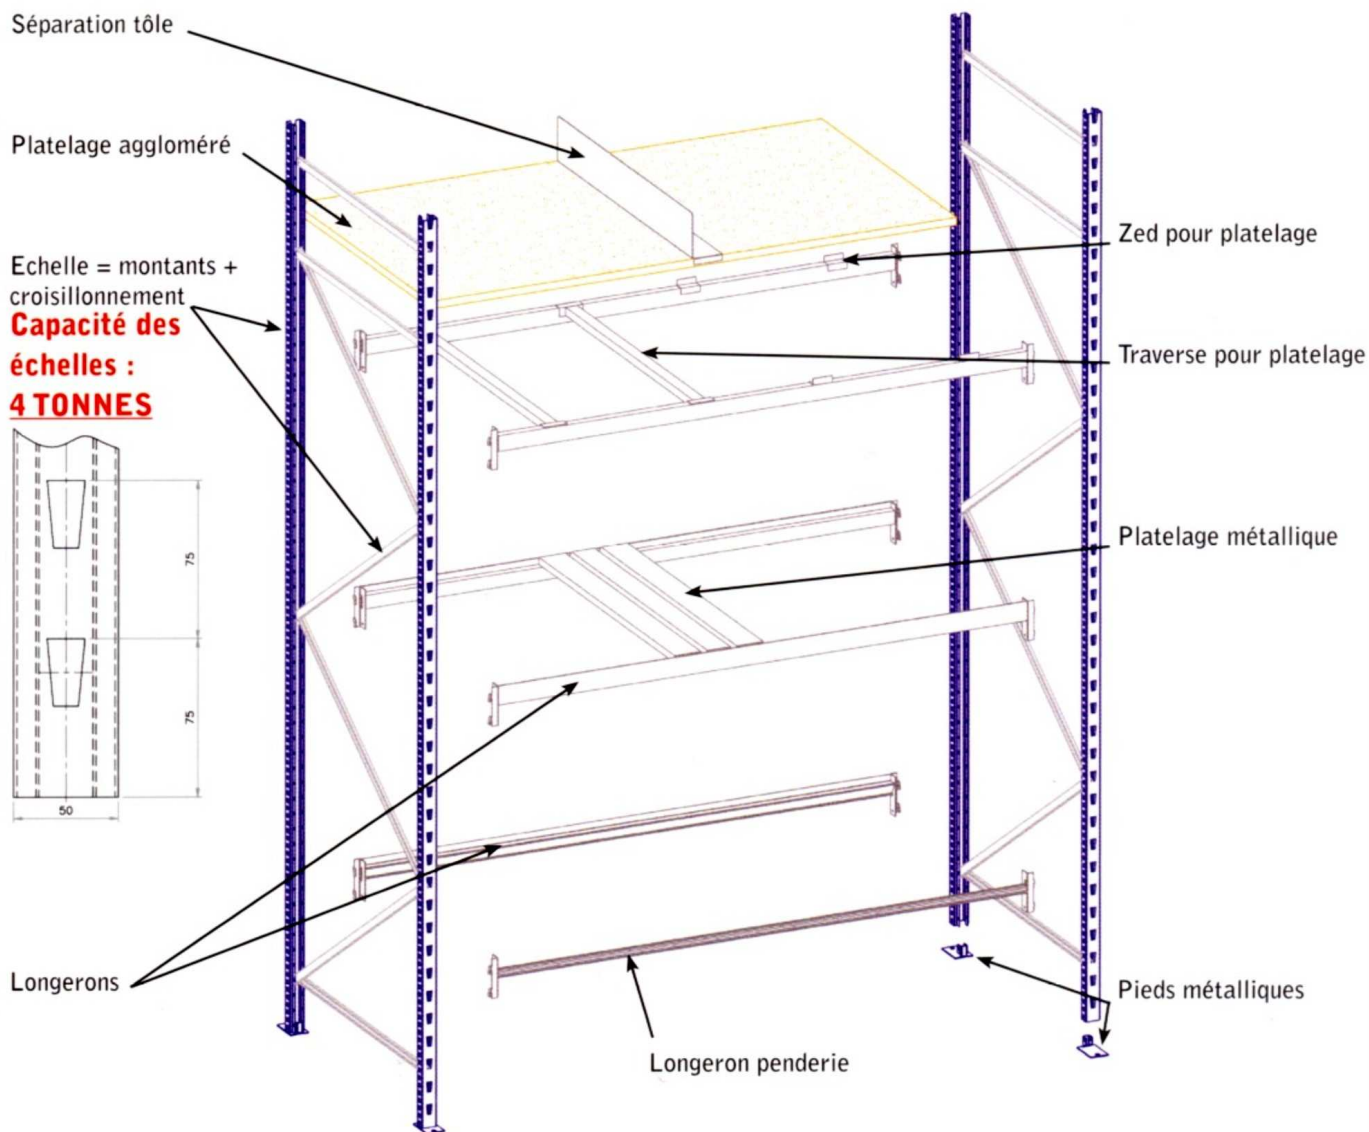 Séparation tôle
Platelage aggloméré
Echelle = montants +
croisillonnement
Capacité des
échelles :
4 TONNES
75
75
50
Longerons
Longeron penderie
Zed pour platelage
Traverse pour platelage
Platelage métallique
Pieds métalliques